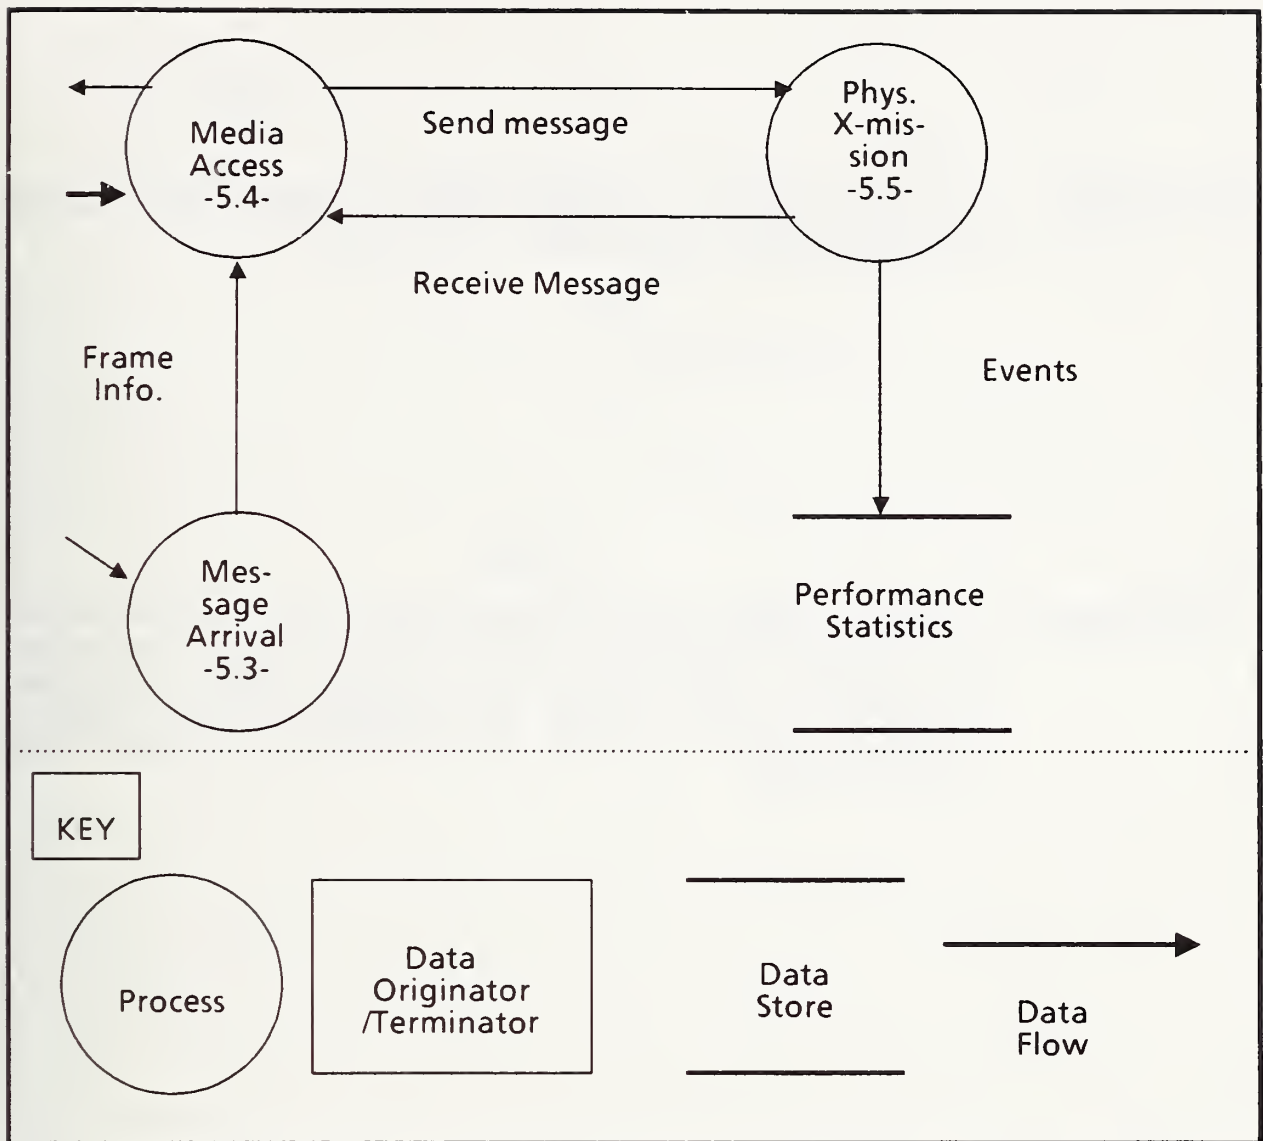 Media
Access
-5.4-
Send message
Phys.
X-mis-
sion
-5.5-
Receive Message
Frame
Info.
Events
Mes-
sage
Arrival
-5.3-
Performance
Statistics
KEY
Process
Data
Originator
/Terminator
Data
Store
Data
Flow